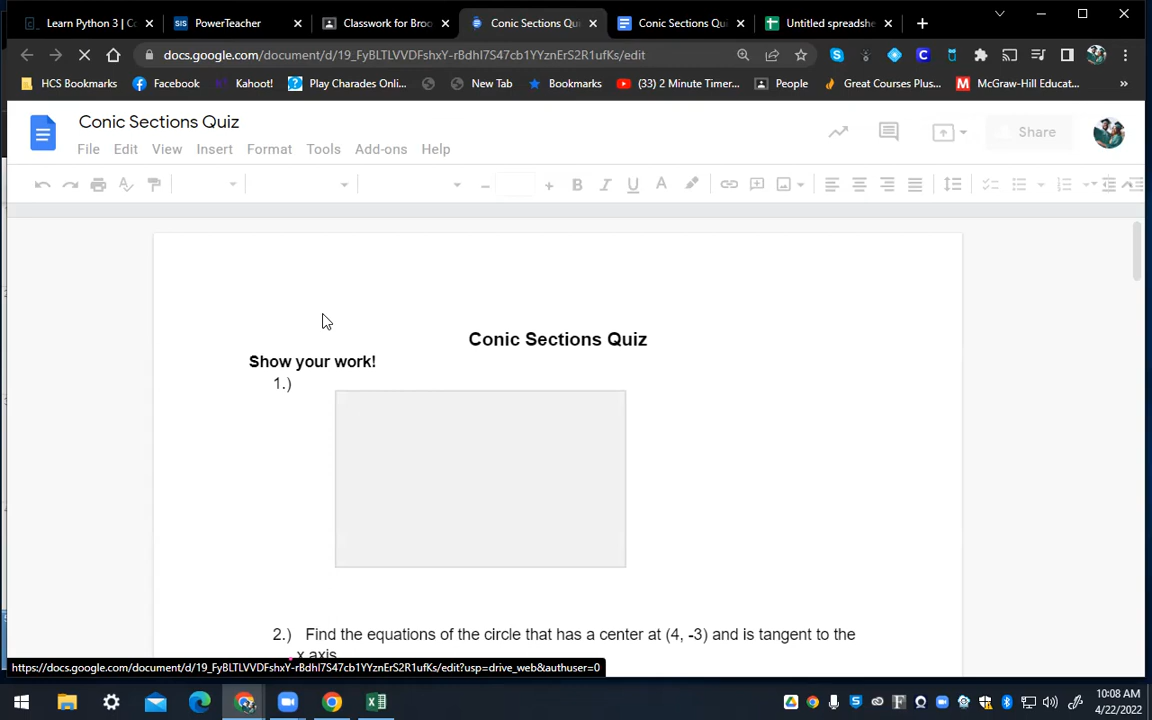 Learn Python 3 | Co
PowerTeacher
Classwork for Broo
Conic Sections Qui
Conic Sections Qu
Untitled spreadshe
docs.google.com/document/d/19_FyBLTLVVDFshxY-rBdhl7S47cb1YYznErS2R1ufKs/edit
HCS Bookmarks
Facebook
Kahoot!
Play Charades Onli...
New Tab
Bookmarks
(33) 2 Minute Timer...
People
Great Courses Plus...
McGraw-Hill Educat...
»
Conic Sections Quiz
File Edit View Insert Format Tools Add-ons Help
Share
Conic Sections Quiz
Show your work!
1.)
2.) Find the equations of the circle that has a center at (4, -3) and is tangent to the
x axis
https://docs.google.com/document/d/19_FyBLTLVVDFshxY-rBdhl7S47cb1YYznErS2R1ufKs/edit?usp=drive_web&authuser=0
10:08 AM
4/22/2022